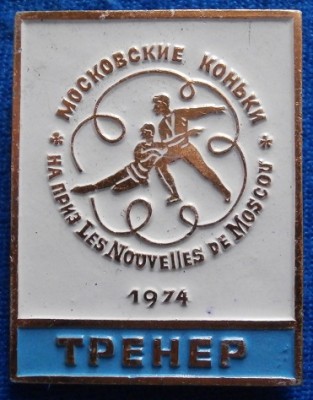 МОСКОВСКИЕ КОНЬКИ
* НА ПРИЗ LES NOUVELLES DE MOSCOU *
1974
ТРЕНЕР